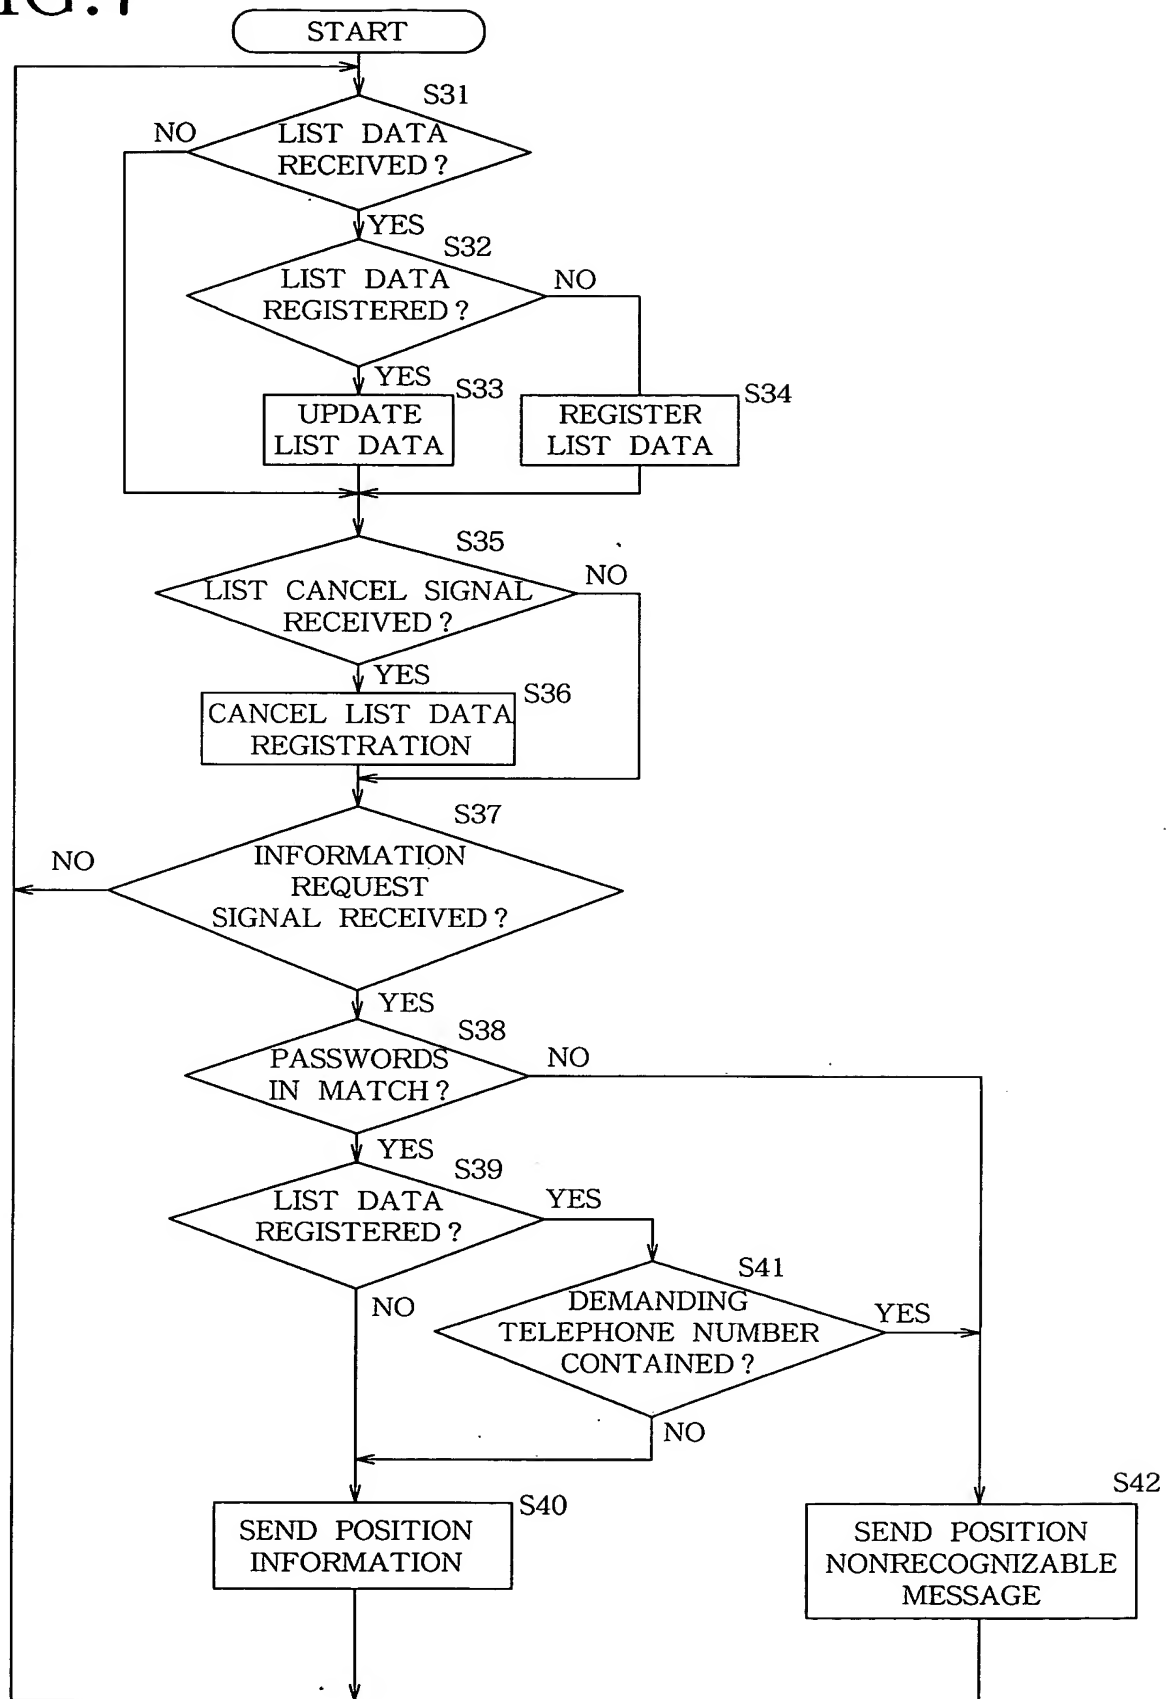 FIG.7
START
S31
NO
LIST DATA
RECEIVED?
YES
S32
LIST DATA
REGISTERED?
NO
YES
S33
UPDATE
LIST DATA
S34
REGISTER
LIST DATA
S35
LIST CANCEL SIGNAL
RECEIVED?
NO
YES
S36
CANCEL LIST DATA
REGISTRATION
S37
NO
INFORMATION
REQUEST
SIGNAL RECEIVED?
YES
S38
PASSWORDS
IN MATCH?
NO
YES
S39
LIST DATA
REGISTERED?
YES
S41
NO
DEMANDING
TELEPHONE NUMBER
CONTAINED?
YES
NO
S40
SEND POSITION
INFORMATION
S42
SEND POSITION
NONRECOGNIZABLE
MESSAGE